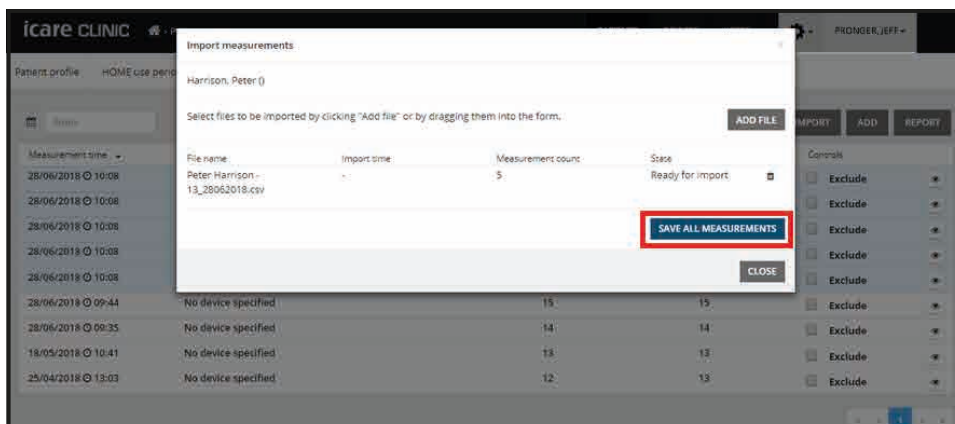 icare CLINIC
PRONGER, JEFF
Import measurements
Patient profile HOME use perio
Harrison, Peter ()
Select files to be imported by clicking "Add file" or by dragging them into the form.
ADD FILE
IMPORT ADD REPORT
Measurement time
Controls
File name Import time Measurement count State
Peter Harrison - - 5 Ready for import
13_28062018.csv
28/06/2018 10:08 Exclude
28/06/2018 10:08 Exclude
28/06/2018 10:08 Exclude
28/06/2018 10:08 Exclude
28/06/2018 10:08 Exclude
SAVE ALL MEASUREMENTS
CLOSE
28/06/2018 09:44 No device specified 15 15 Exclude
28/06/2018 09:35 No device specified 14 14 Exclude
18/05/2018 10:41 No device specified 13 13 Exclude
25/04/2018 13:03 No device specified 12 13 Exclude
1